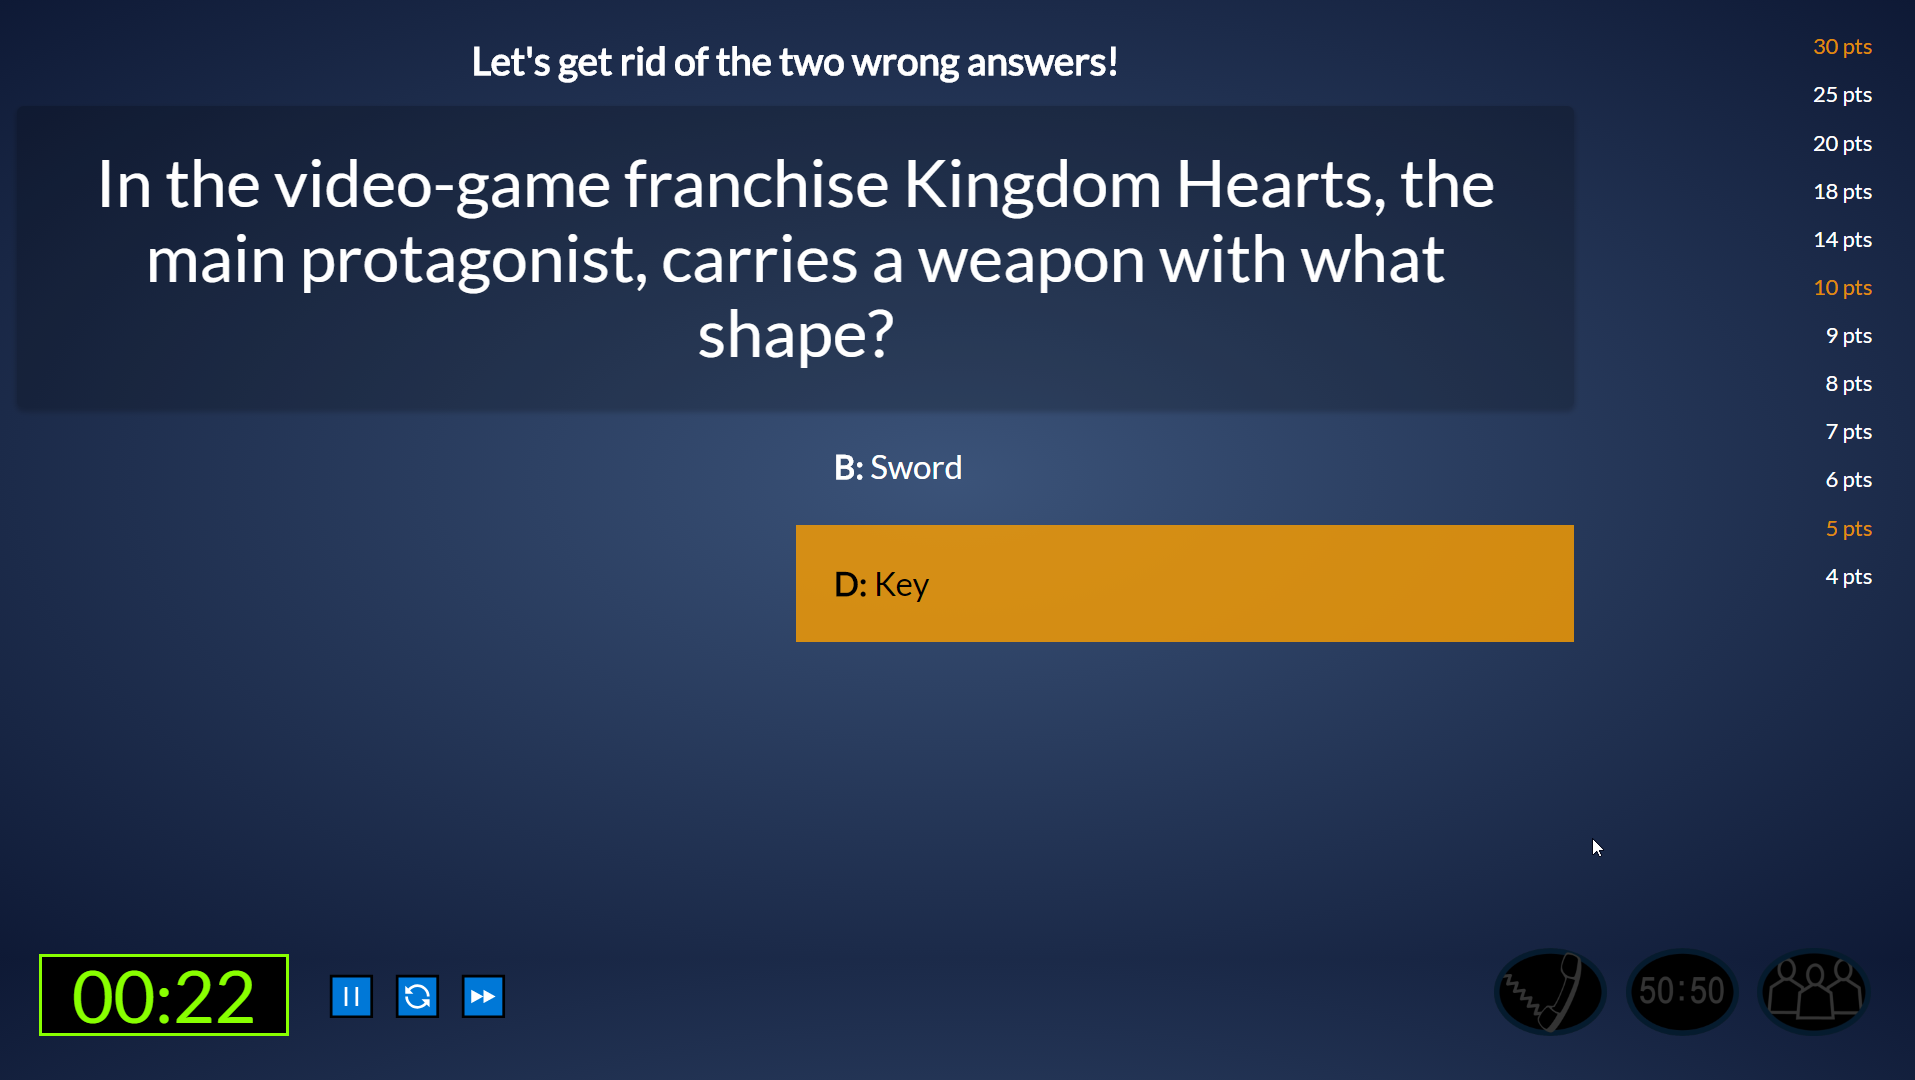 Let's get rid of the two wrong answers!
In the video-game franchise Kingdom Hearts, the
main protagonist, carries a weapon with what
shape?
B: Sword
D: Key
30 pts
25 pts
20 pts
18 pts
14 pts
10 pts
9 pts
8 pts
7 pts
6 pts
5 pts
4 pts
00:22
50:50